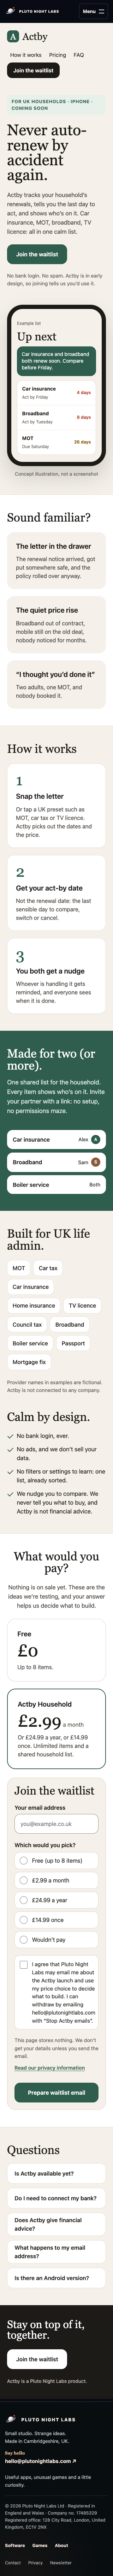 PLUTO NIGHT LABS
Menu
A Actby
How it works Pricing FAQ
Join the waitlist
FOR UK HOUSEHOLDS · IPHONE ·
COMING SOON
Never auto-
renew by
accident
again.
Actby tracks your household's
renewals, tells you the last day to
act, and shows who's on it. Car
insurance, MOT, broadband, TV
licence: all in one calm list.
Join the waitlist
No bank login. No spam. Actby is in early
design, so joining tells us you'd use it.
Example list
Up next
Car insurance and broadband
both renew soon. Compare
before Friday.
Car insurance
Act by Friday
4 days
Broadband
Act by Tuesday
8 days
MOT
Due Saturday
26 days
Concept illustration, not a screenshot
Sound familiar?
The letter in the drawer
The renewal notice arrived, got
put somewhere safe, and the
policy rolled over anyway.
The quiet price rise
Broadband out of contract,
mobile still on the old deal,
nobody noticed for months.
“I thought you'd done it”
Two adults, one MOT, and
nobody booked it.
How it works
1
Snap the letter
Or tap a UK preset such as
MOT, car tax or TV licence.
Actby picks out the dates and
the price.
2
Get your act-by date
Not the renewal date: the last
sensible day to compare,
switch or cancel.
3
You both get a nudge
Whoever is handling it gets
reminded, and everyone sees
when it is done.
Made for two (or
more).
One shared list for the household.
Every item shows who's on it. Invite
your partner with a link: no setup,
no permissions maze.
Car insurance Alex A
Broadband Sam S
Boiler service Both
Built for UK life
admin.
MOT Car tax
Car insurance
Home insurance TV licence
Council tax Broadband
Boiler service Passport
Mortgage fix
Provider names in examples are fictional.
Actby is not connected to any company.
Calm by design.
No bank login, ever.
No ads, and we don't sell your
data.
No filters or settings to learn: one
list, already sorted.
We nudge you to compare. We
never tell you what to buy, and
Actby is not financial advice.
What would you
pay?
Nothing is on sale yet. These are the
ideas we're testing, and your answer
helps us decide what to build.
Free
£0
Up to 8 items.
Actby Household
£2.99 a month
Or £24.99 a year, or £14.99
once. Unlimited items and a
shared household list.
Join the waitlist
Your email address
you@example.co.uk
Which would you pick?
Free (up to 8 items)
£2.99 a month
£24.99 a year
£14.99 once
Wouldn't pay
I agree that Pluto Night
Labs may email me about
the Actby launch and use
my price choice to decide
what to build. I can
withdraw by emailing
hello@plutonightlabs.com
with “Stop Actby emails”.
This page stores nothing. We don't
get your details unless you send the
email.
Read our privacy information
Prepare waitlist email
Questions
Is Actby available yet?
Do I need to connect my bank?
Does Actby give financial
advice?
What happens to my email
address?
Is there an Android version?
Stay on top of it,
together.
Join the waitlist
Actby is a Pluto Night Labs product.
PLUTO NIGHT LABS
Small studio. Strange ideas.
Made in Cambridgeshire, UK.
Say hello
hello@plutonightlabs.com ↗
Useful apps, unusual games and a little
curiosity.
© 2026 Pluto Night Labs Ltd · Registered in
England and Wales · Company no. 17485329
Registered office: 128 City Road, London, United
Kingdom, EC1V 2NX
Software Games About
Contact Privacy Newsletter